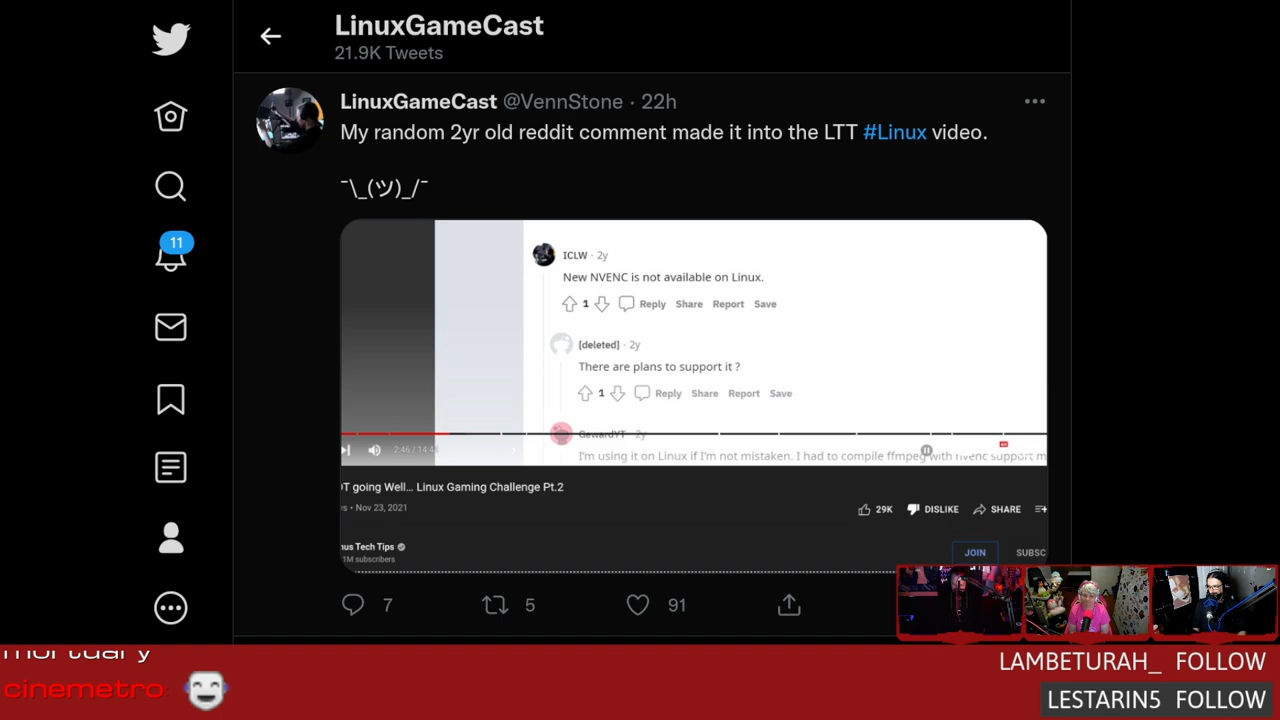 LinuxGameCast
21.9K Tweets
LinuxGameCast @VennStone · 22h
My random 2yr old reddit comment made it into the LTT #Linux video.
¯\_(ツ)_/¯
11
ICLW · 2y
New NVENC is not available on Linux.
1 Reply Share Report Save
[deleted] · 2y
There are plans to support it ?
1 Reply Share Report Save
GewardYT · 2y
I'm using it on Linux if I'm not mistaken. I had to compile ffmpeg with nvenc support m
2:46 / 14:4
OT going Well... Linux Gaming Challenge Pt.2
s • Nov 23, 2021
29K DISLIKE SHARE
nus Tech Tips
1M subscribers
JOIN SUBSC
7 5 91
mortuary
cinemetro
LAMBETURAH_ FOLLOW
LESTARIN5 FOLLOW